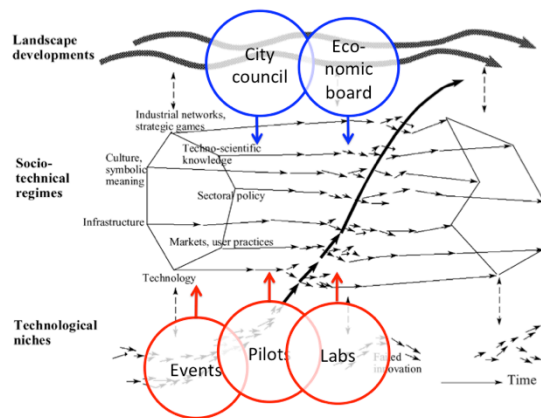 Landscape
developments
City
council
Eco-
nomic
board
Industrial networks,
strategic games
Techno-scientific
knowledge
Socio-
technical
regimes
Culture,
symbolic
meaning
Sectoral policy
Infrastructure
Markets, user practices
Technology
Technological
niches
Events
Pilots
Labs
Failed
innovation
Time